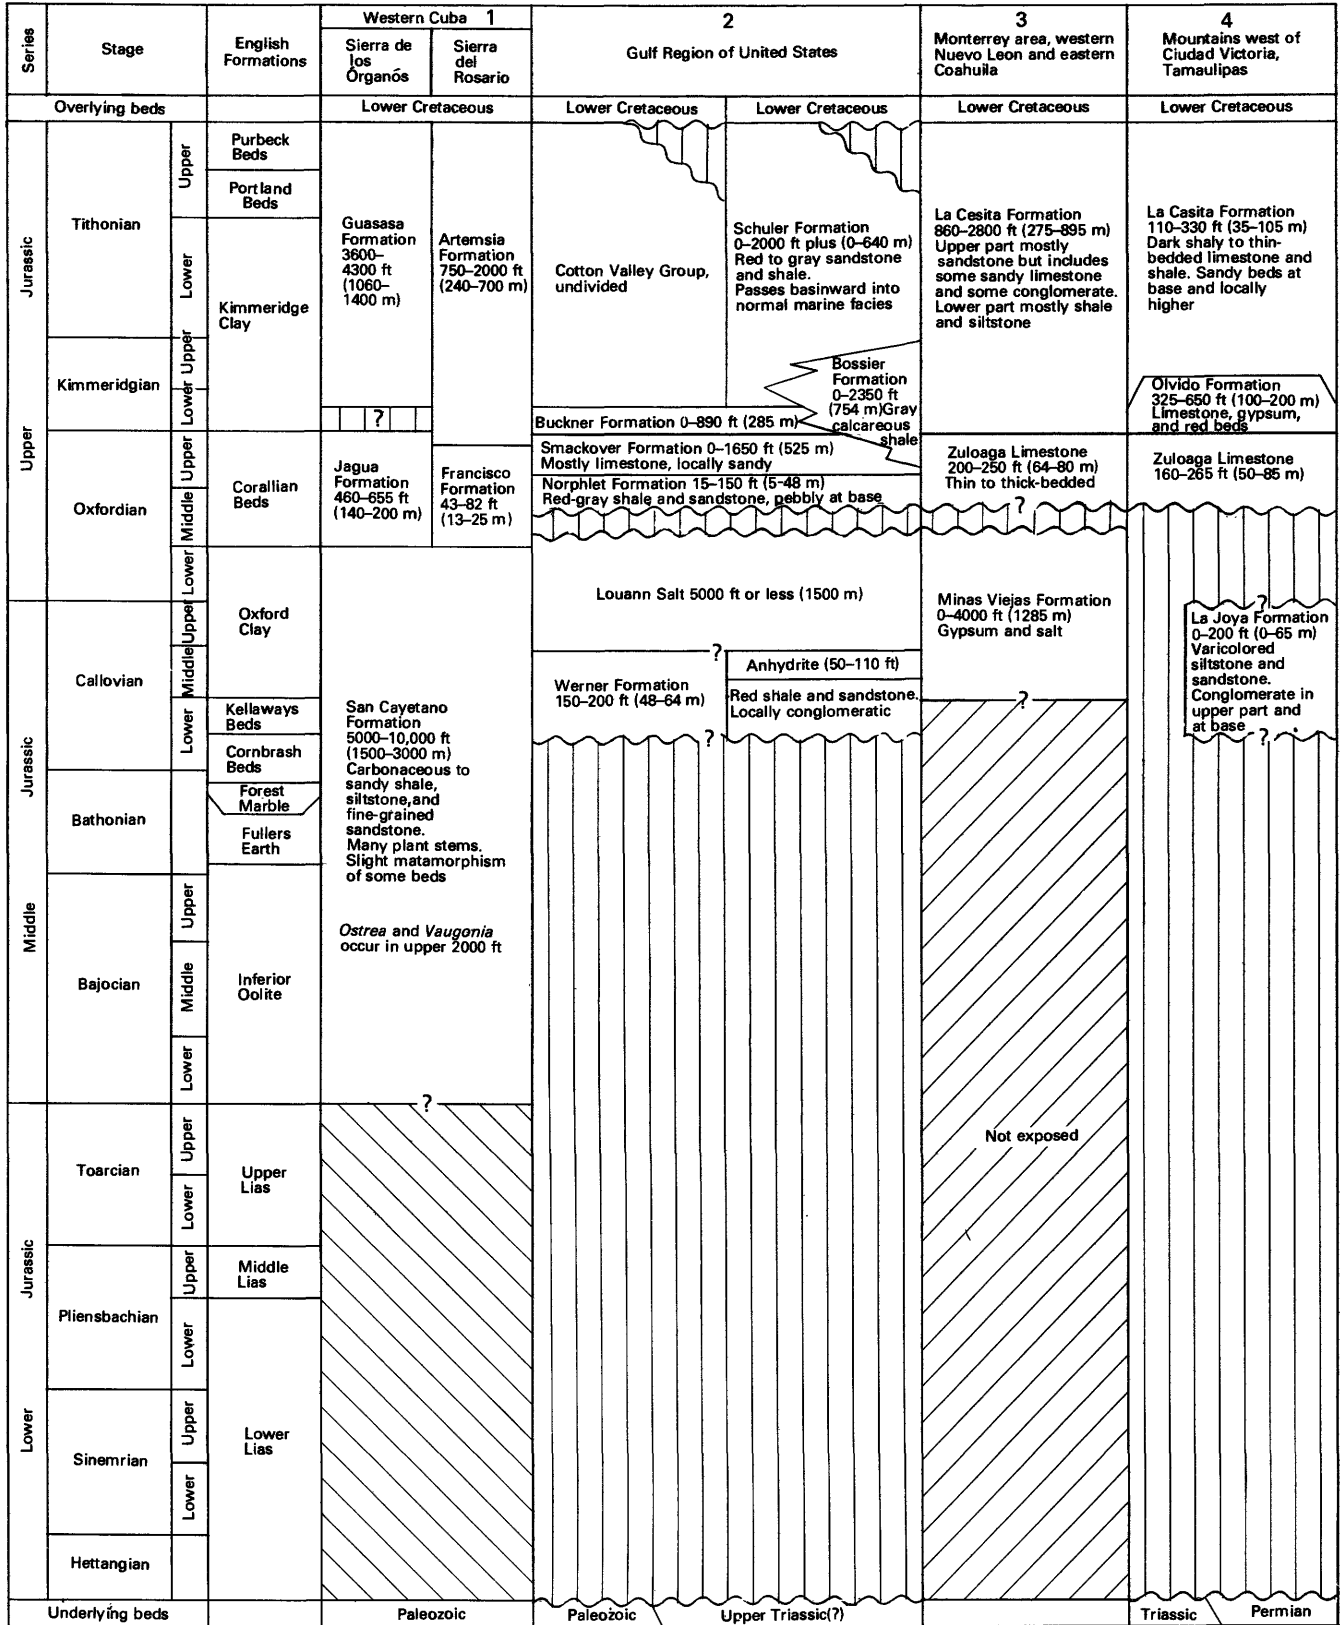 Series
Stage
English
Formations
Western Cuba 1
Sierra de
los
Órganós
Sierra
del
Rosario
2
Gulf Region of United States
3
Monterrey area, western
Nuevo Leon and eastern
Coahuila
4
Mountains west of
Ciudad Victoria,
Tamaulipas
Overlying beds
Lower Cretaceous
Lower Cretaceous
Lower Cretaceous
Lower Cretaceous
Lower Cretaceous
Jurassic
Upper
Tithonian
Upper
Lower
Kimmeridgian
Upper
Lower
Oxfordian
Upper
Middle
Lower
Jurassic
Middle
Callovian
Upper
Middle
Lower
Bathonian
Bajocian
Upper
Middle
Lower
Jurassic
Lower
Toarcian
Upper
Lower
Pliensbachian
Upper
Lower
Sinemrian
Upper
Lower
Hettangian
Purbeck
Beds
Portland
Beds
Kimmeridge
Clay
Corallian
Beds
Oxford
Clay
Kellaways
Beds
Cornbrash
Beds
Forest
Marble
Fullers
Earth
Inferior
Oolite
Upper
Lias
Middle
Lias
Lower
Lias
Guasasa
Formation
3600–
4300 ft
(1060–
1400 m)
?
Jagua
Formation
460–655 ft
(140–200 m)
Artemsia
Formation
750–2000 ft
(240–700 m)
Francisco
Formation
43–82 ft
(13–25 m)
San Cayetano
Formation
5000–10,000 ft
(1500–3000 m)
Carbonaceous to
sandy shale,
siltstone,and
fine-grained
sandstone.
Many plant stems.
Slight matamorphism
of some beds
Ostrea and Vaugonia
occur in upper 2000 ft
?
Cotton Valley Group,
undivided
Schuler Formation
0–2000 ft plus (0–640 m)
Red to gray sandstone
and shale.
Passes basinward into
normal marine facies
Bossier
Formation
0–2350 ft
(754 m)Gray
calcareous
shale
Buckner Formation 0–890 ft (285 m)
Smackover Formation 0–1650 ft (525 m)
Mostly limestone, locally sandy
Norphlet Formation 15–150 ft (5-48 m)
Red-gray shale and sandstone, pebbly at base
Louann Salt 5000 ft or less (1500 m)
?
Werner Formation
150–200 ft (48–64 m)
Anhydrite (50–110 ft)
Red shale and sandstone.
Locally conglomeratic
?
La Cesita Formation
860–2800 ft (275–895 m)
Upper part mostly
sandstone but includes
some sandy limestone
and some conglomerate.
Lower part mostly shale
and siltstone
Zuloaga Limestone
200–250 ft (64–80 m)
Thin to thick-bedded
?
Minas Viejas Formation
0–4000 ft (1285 m)
Gypsum and salt
?
Not exposed
La Casita Formation
110–330 ft (35–105 m)
Dark shaly to thin-
bedded limestone and
shale. Sandy beds at
base and locally
higher
Olvido Formation
325–650 ft (100–200 m)
Limestone, gypsum,
and red beds
Zuloaga Limestone
160–265 ft (50–85 m)
?
La Joya Formation
0–200 ft (0–65 m)
Varicolored
siltstone and
sandstone.
Conglomerate in
upper part and
at base
?
Underlying beds
Paleozoic
Paleozoic
Upper Triassic(?)
Triassic
Permian